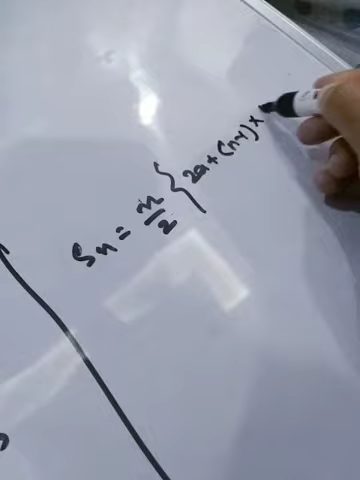 Sn = n/2 {2a + (n-1) x